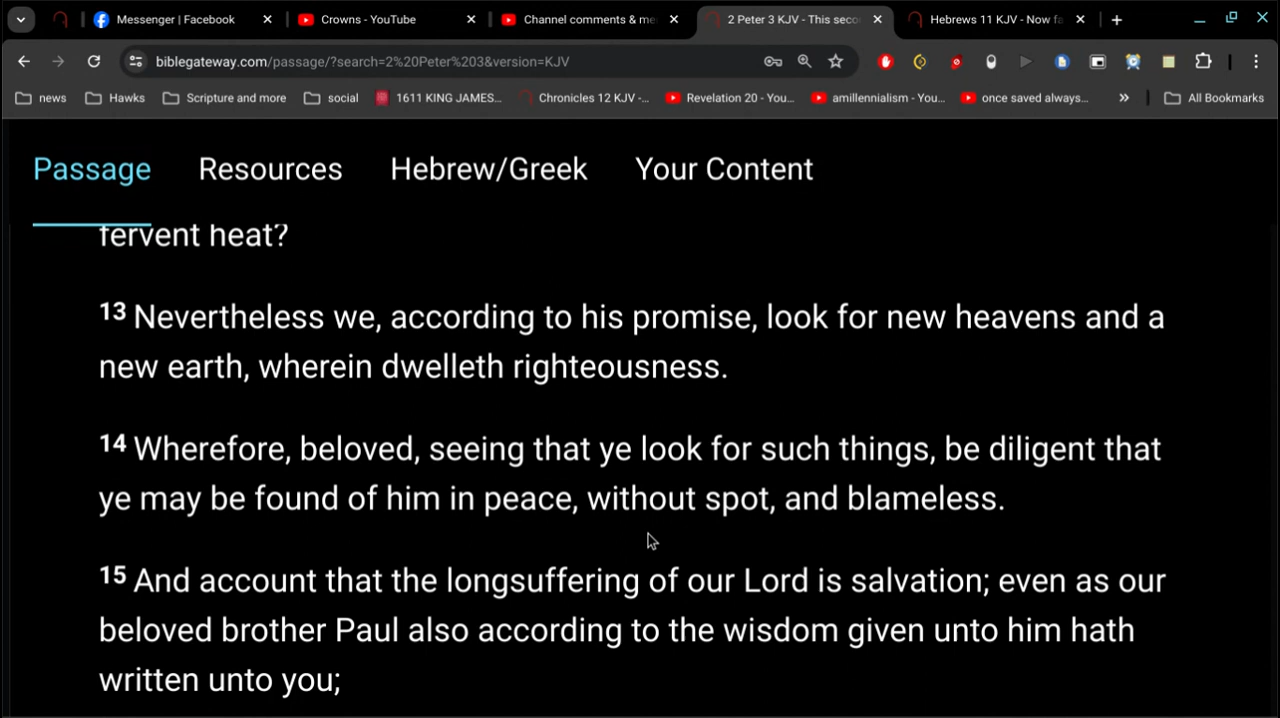 Messenger | Facebook
Crowns - YouTube
Channel comments & me
2 Peter 3 KJV - This seco
Hebrews 11 KJV - Now fa
biblegateway.com/passage/?search=2%20Peter%203&version=KJV
news
Hawks
Scripture and more
social
1611 KING JAMES...
Chronicles 12 KJV -...
Revelation 20 - You...
amillennialism - You...
once saved always...
All Bookmarks
Passage
Resources
Hebrew/Greek
Your Content
fervent heat?
13 Nevertheless we, according to his promise, look for new heavens and a
new earth, wherein dwelleth righteousness.
14 Wherefore, beloved, seeing that ye look for such things, be diligent that
ye may be found of him in peace, without spot, and blameless.
15 And account that the longsuffering of our Lord is salvation; even as our
beloved brother Paul also according to the wisdom given unto him hath
written unto you;